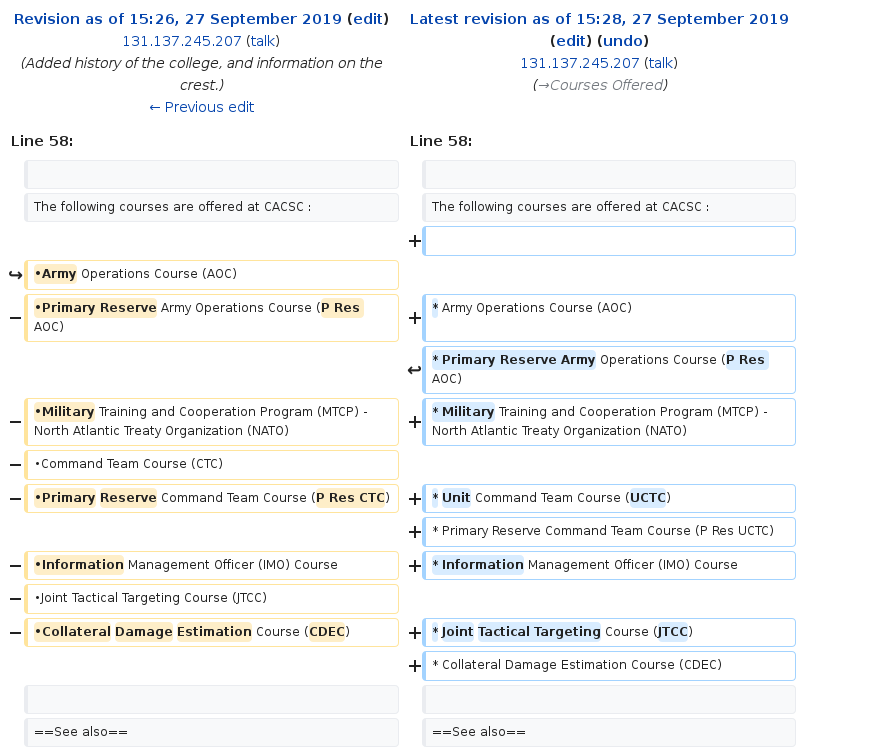 Revision as of 15:26, 27 September 2019 (edit)
131.137.245.207 (talk)
(Added history of the college, and information on the
crest.)
← Previous edit
Latest revision as of 15:28, 27 September 2019
(edit) (undo)
131.137.245.207 (talk)
(→Courses Offered)
Line 58:
Line 58:
The following courses are offered at CACSC :
The following courses are offered at CACSC :
+
↪ •Army Operations Course (AOC)
− •Primary Reserve Army Operations Course (P Res
AOC)
+ * Army Operations Course (AOC)
↩ * Primary Reserve Army Operations Course (P Res
AOC)
− •Military Training and Cooperation Program (MTCP) -
North Atlantic Treaty Organization (NATO)
+ * Military Training and Cooperation Program (MTCP) -
North Atlantic Treaty Organization (NATO)
− •Command Team Course (CTC)
− •Primary Reserve Command Team Course (P Res CTC)
+ * Unit Command Team Course (UCTC)
+ * Primary Reserve Command Team Course (P Res UCTC)
− •Information Management Officer (IMO) Course
+ * Information Management Officer (IMO) Course
− •Joint Tactical Targeting Course (JTCC)
− •Collateral Damage Estimation Course (CDEC)
+ * Joint Tactical Targeting Course (JTCC)
+ * Collateral Damage Estimation Course (CDEC)
==See also==
==See also==